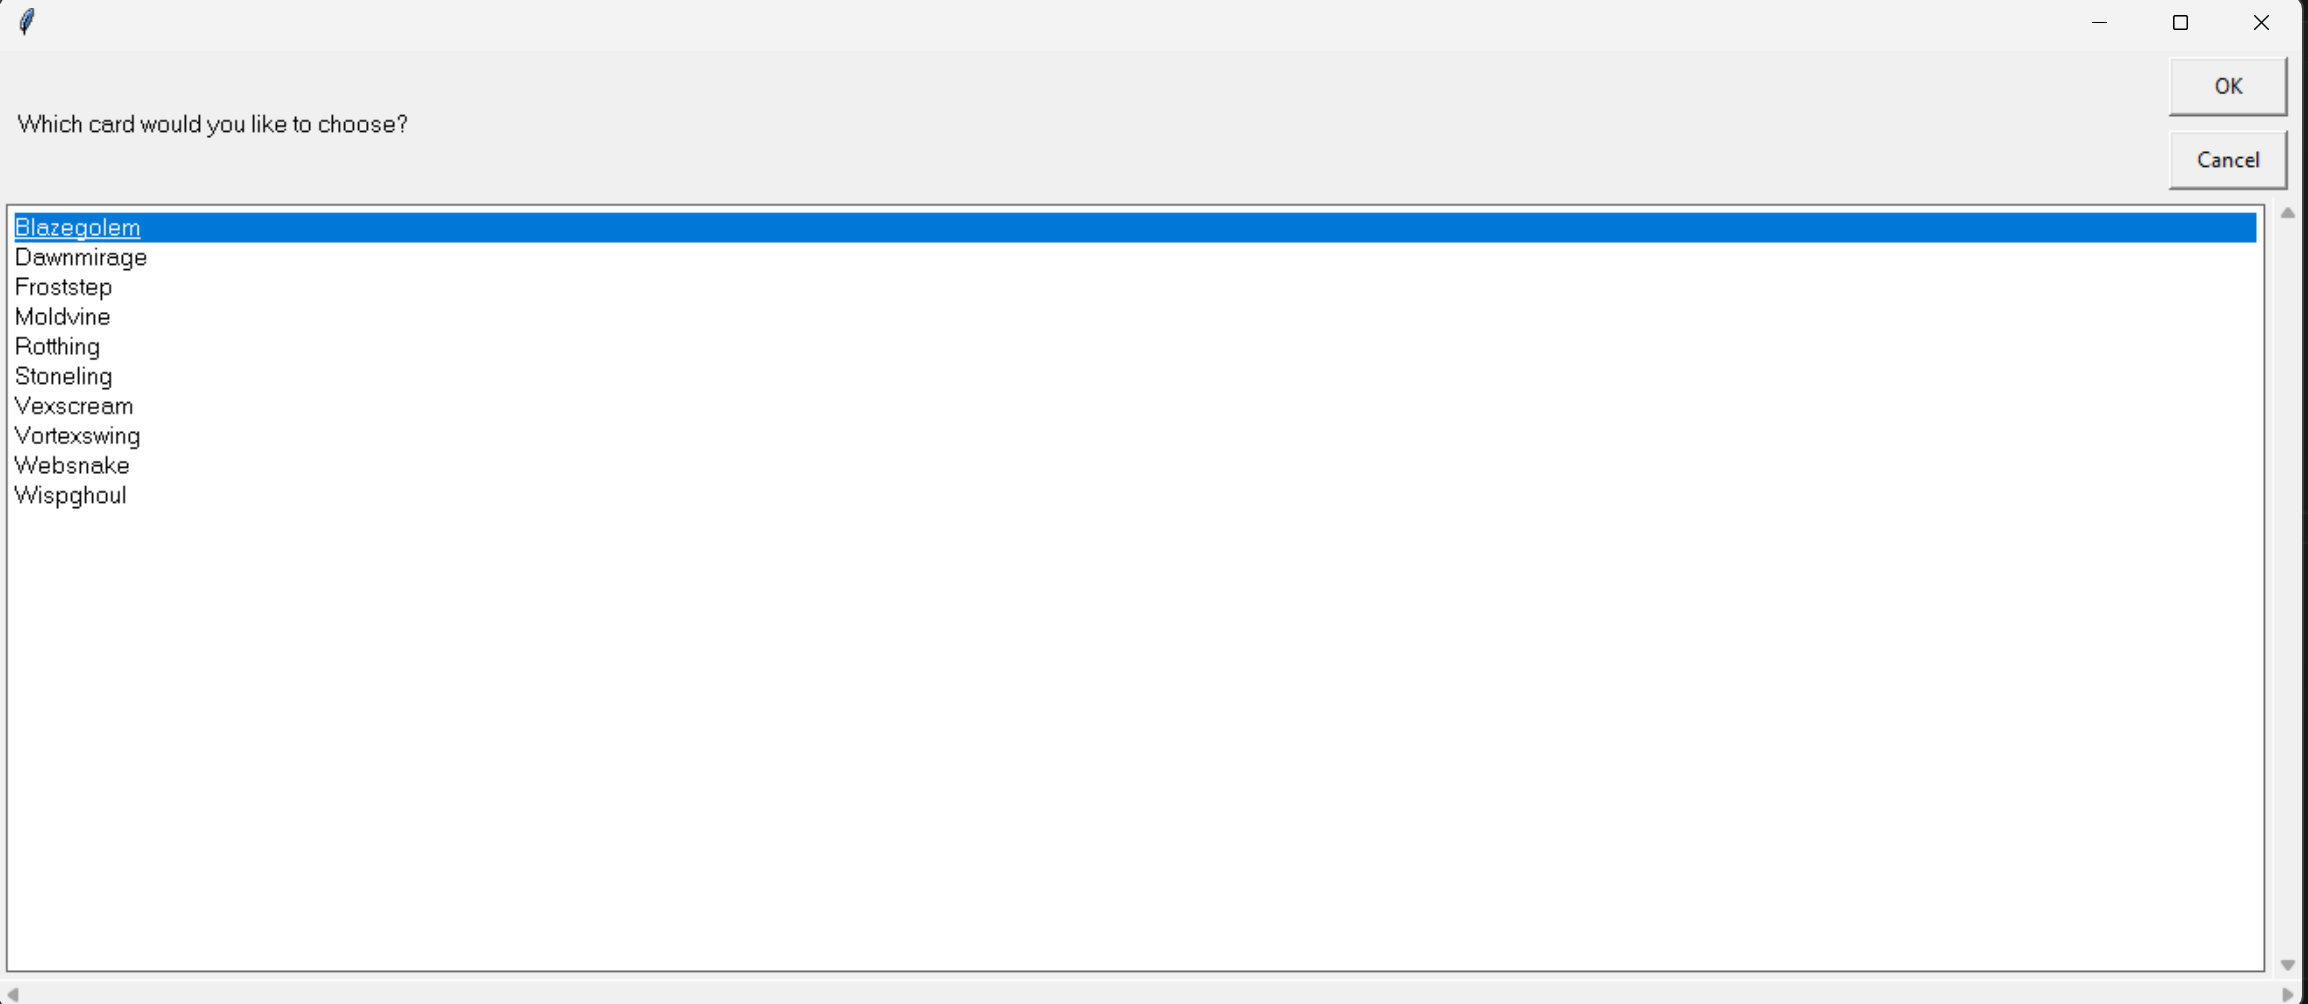 OK
Which card would you like to choose?
Cancel
Blazegolem
Dawnmirage
Froststep
Moldvine
Rotthing
Stoneling
Vexscream
Vortexswing
Websnake
Wispghoul